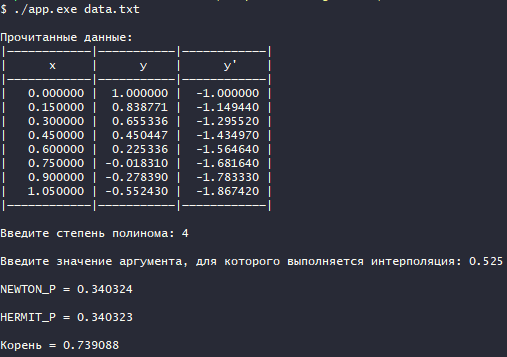 $ ./app.exe data.txt
Прочитанные данные:
|------------|----------|------------|
|      x     |     y    |     y'     |
|------------|----------|------------|
|   0.000000 | 1.000000 |  -1.000000 |
|   0.150000 | 0.838771 |  -1.149440 |
|   0.300000 | 0.655336 |  -1.295520 |
|   0.450000 | 0.450447 |  -1.434970 |
|   0.600000 | 0.225336 |  -1.564640 |
|   0.750000 | -0.018310 |  -1.681640 |
|   0.900000 | -0.278390 |  -1.783330 |
|   1.050000 | -0.552430 |  -1.867420 |
|------------|----------|------------|
Введите степень полинома: 4
Введите значение аргумента, для которого выполняется интерполяция: 0.525
NEWTON_P = 0.340324
HERMIT_P = 0.340323
Корень = 0.739088